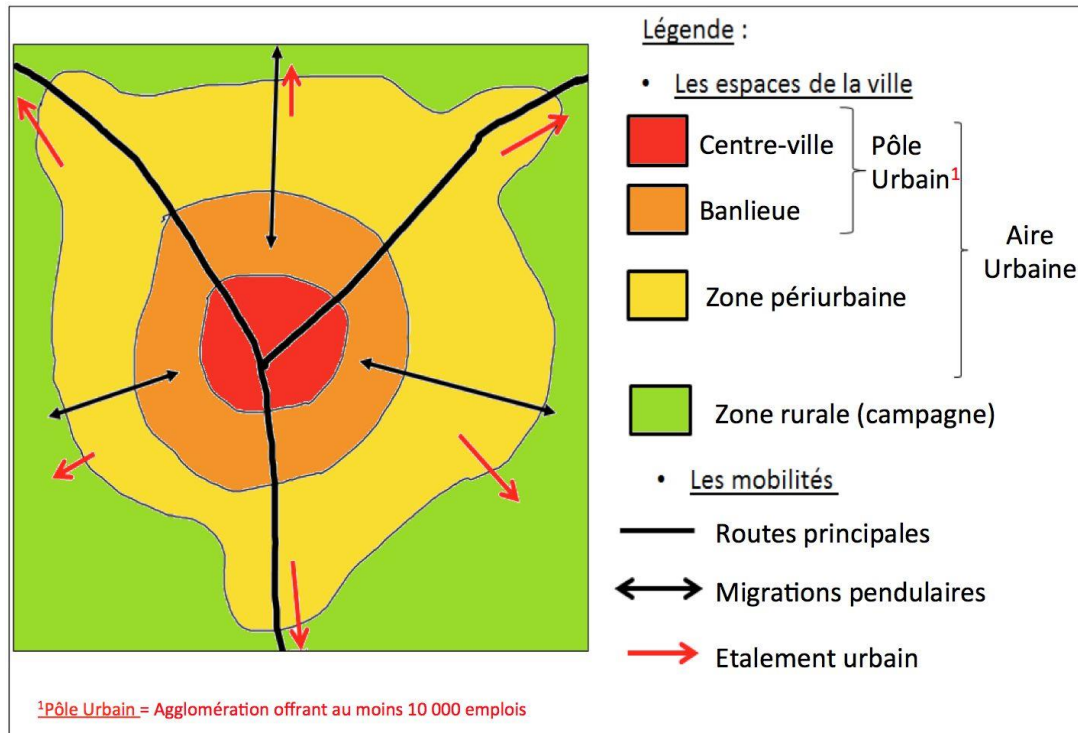 Légende :
• Les espaces de la ville
Centre-ville
Banlieue
Pôle
Urbain¹
Zone périurbaine
Aire
Urbaine
Zone rurale (campagne)
• Les mobilités
Routes principales
Migrations pendulaires
Etalement urbain
¹Pôle Urbain = Agglomération offrant au moins 10 000 emplois